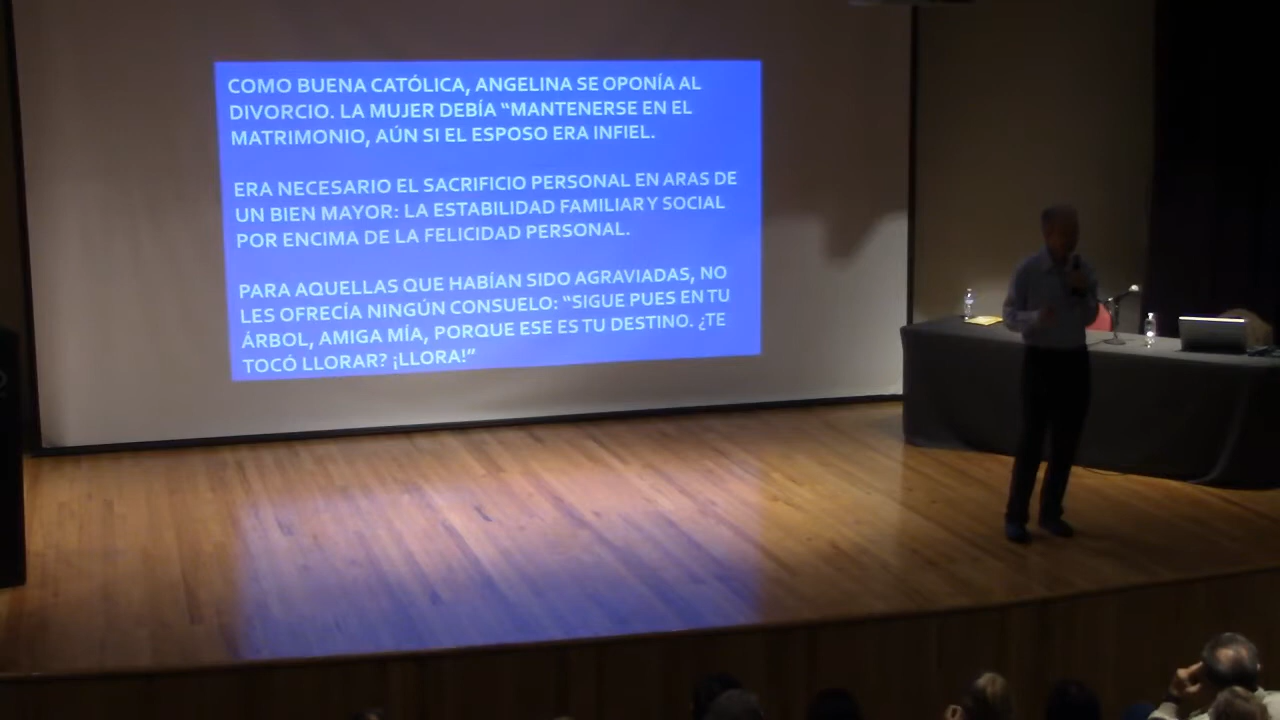 COMO BUENA CATÓLICA, ANGELINA SE OPONÍA AL
DIVORCIO. LA MUJER DEBÍA “MANTENERSE EN EL
MATRIMONIO, AÚN SI EL ESPOSO ERA INFIEL.
ERA NECESARIO EL SACRIFICIO PERSONAL EN ARAS DE
UN BIEN MAYOR: LA ESTABILIDAD FAMILIAR Y SOCIAL
POR ENCIMA DE LA FELICIDAD PERSONAL.
PARA AQUELLAS QUE HABÍAN SIDO AGRAVIADAS, NO
LES OFRECÍA NINGÚN CONSUELO: “SIGUE PUES EN TU
ÁRBOL, AMIGA MÍA, PORQUE ESE ES TU DESTINO. ¿TE
TOCÓ LLORAR? ¡LLORA!”